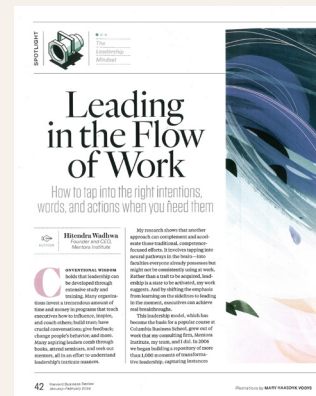 SPOTLIGHT
The
Leadership
Mindset
Leading
in the Flow
of Work
How to tap into the right intentions,
words, and actions when you need them
AUTHOR
Hitendra Wadhwa
Founder and CEO,
Mentora Institute
CONVENTIONAL WISDOM
holds that leadership can
be developed through
extensive study and
training. Many organiza-
tions invest a tremendous amount of
time and money in programs that teach
executives how to influence, inspire,
and coach others; build trust; have
crucial conversations; give feedback;
change people's behavior; and more.
Many aspiring leaders comb through
books, attend seminars, and seek out
mentors, all in an effort to understand
leadership's intricate nuances.
My research shows that another
approach can complement and accel-
erate those traditional, competence-
focused efforts. It involves tapping into
neural pathways in the brain—into
faculties everyone already possesses but
might not be consistently using at work.
Rather than a trait to be acquired, lead-
ership is a state to be activated, my work
suggests. And by shifting the emphasis
from learning on the sidelines to leading
in the moment, executives can achieve
real breakthroughs.
This leadership model, which has
become the basis for a popular course at
Columbia Business School, grew out of
work that my consulting firm, Mentora
Institute, my team, and I did. In 2006
we began building a repository of more
than 1,000 moments of transforma-
tive leadership, capturing instances
42
Harvard Business Review
January–February 2024
Illustrations by MARY HAASDYK VOOYS